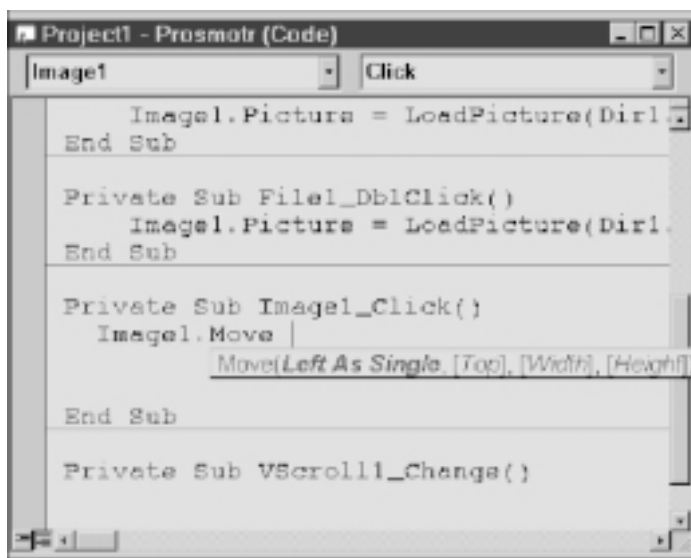 Project1 - Prosmotr (Code)
Image1 Click
Image1.Picture = LoadPicture(Dir1.
End Sub
Private Sub File1_DblClick()
Image1.Picture = LoadPicture(Dir1.
End Sub
Private Sub Image1_Click()
Image1.Move
Move(Left As Single, [Top], [Width], [Height])
End Sub
Private Sub VScroll1_Change()